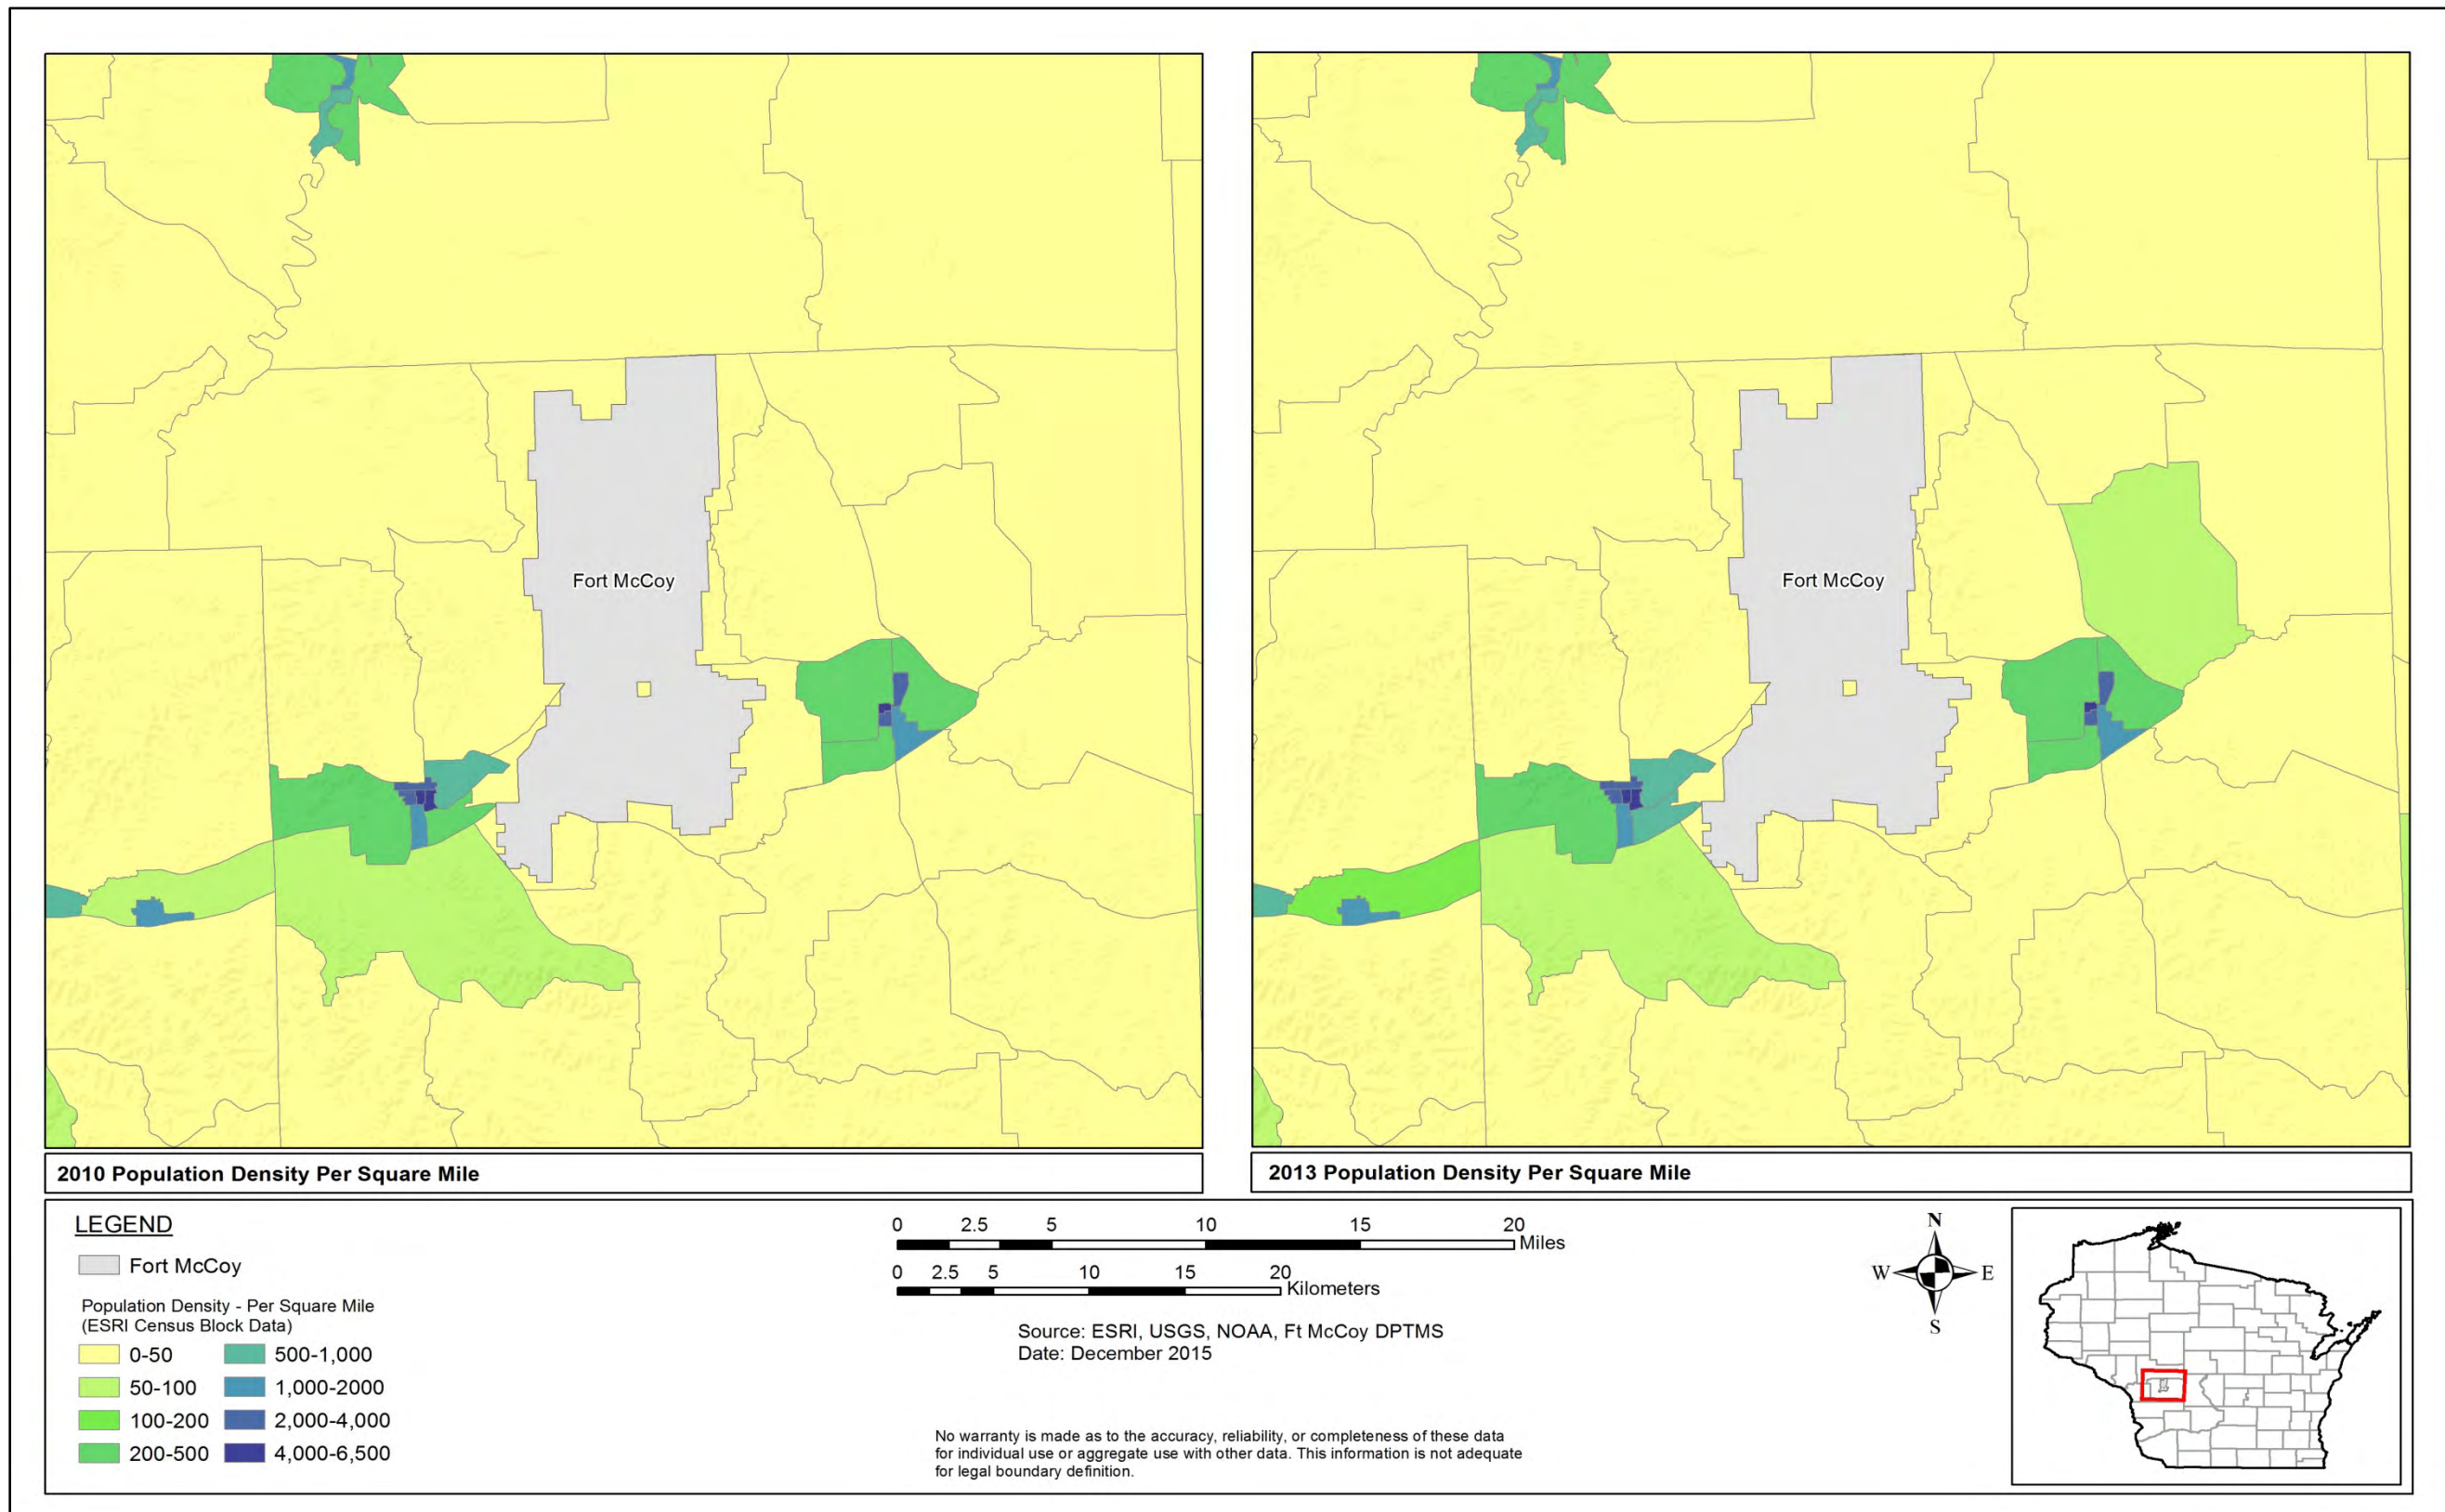 Fort McCoy
Fort McCoy
2010 Population Density Per Square Mile
2013 Population Density Per Square Mile
LEGEND
Fort McCoy
Population Density - Per Square Mile
(ESRI Census Block Data)
0-50
50-100
100-200
200-500
500-1,000
1,000-2000
2,000-4,000
4,000-6,500
0 2.5 5 10 15 20
Miles
0 2.5 5 10 15 20
Kilometers
Source: ESRI, USGS, NOAA, Ft McCoy DPTMS
Date: December 2015
No warranty is made as to the accuracy, reliability, or completeness of these data
for individual use or aggregate use with other data. This information is not adequate
for legal boundary definition.
N
W E
S